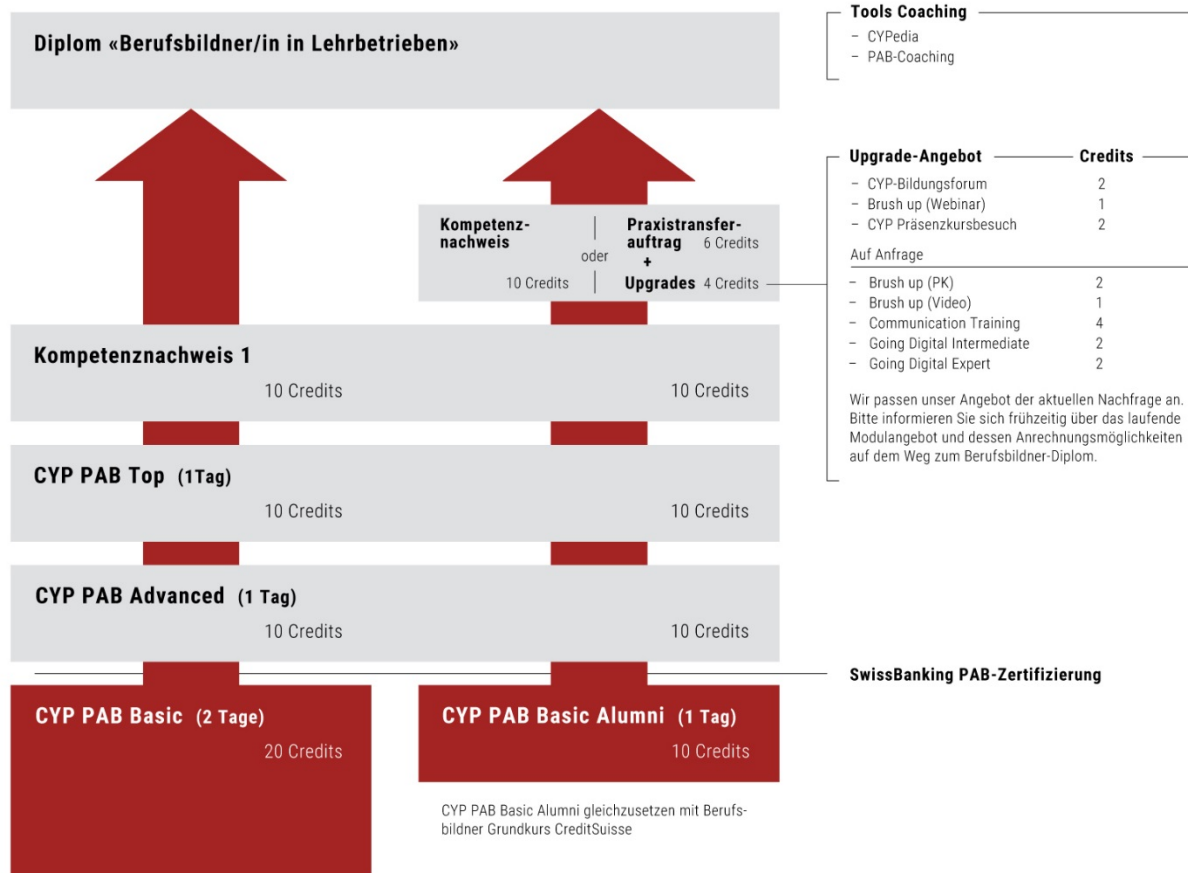 Diplom «Berufsbildner/in in Lehrbetrieben»
Kompetenz-
nachweis
10 Credits
oder
Praxistransfer-
auftrag 6 Credits
+
Upgrades 4 Credits
Kompetenznachweis 1
10 Credits 10 Credits
CYP PAB Top (1Tag)
10 Credits 10 Credits
CYP PAB Advanced (1 Tag)
10 Credits 10 Credits
CYP PAB Basic (2 Tage)
20 Credits
CYP PAB Basic Alumni (1 Tag)
10 Credits
CYP PAB Basic Alumni gleichzusetzen mit Berufs-
bildner Grundkurs CreditSuisse
Tools Coaching
– CYPedia
– PAB-Coaching
Upgrade-Angebot Credits
– CYP-Bildungsforum 2
– Brush up (Webinar) 1
– CYP Präsenzkursbesuch 2
Auf Anfrage
– Brush up (PK) 2
– Brush up (Video) 1
– Communication Training 4
– Going Digital Intermediate 2
– Going Digital Expert 2
Wir passen unser Angebot der aktuellen Nachfrage an.
Bitte informieren Sie sich frühzeitig über das laufende
Modulangebot und dessen Anrechnungsmöglichkeiten
auf dem Weg zum Berufsbildner-Diplom.
SwissBanking PAB-Zertifizierung